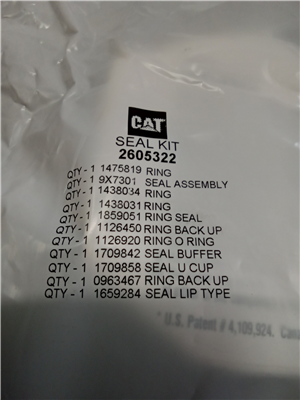 CAT
SEAL KIT
2605322
QTY - 1 1475819 RING
QTY - 1 9X7301 SEAL ASSEMBLY
QTY - 1 1438034 RING
QTY - 1 1438031 RING
QTY - 1 1859051 RING SEAL
QTY - 1 1126450 RING BACK UP
QTY - 1 1126920 RING O RING
QTY - 1 1709842 SEAL BUFFER
QTY - 1 1709858 SEAL U CUP
QTY - 1 0963467 RING BACK UP
QTY - 1 1659284 SEAL LIP TYPE
* U.S. Patent # 4,109,924.